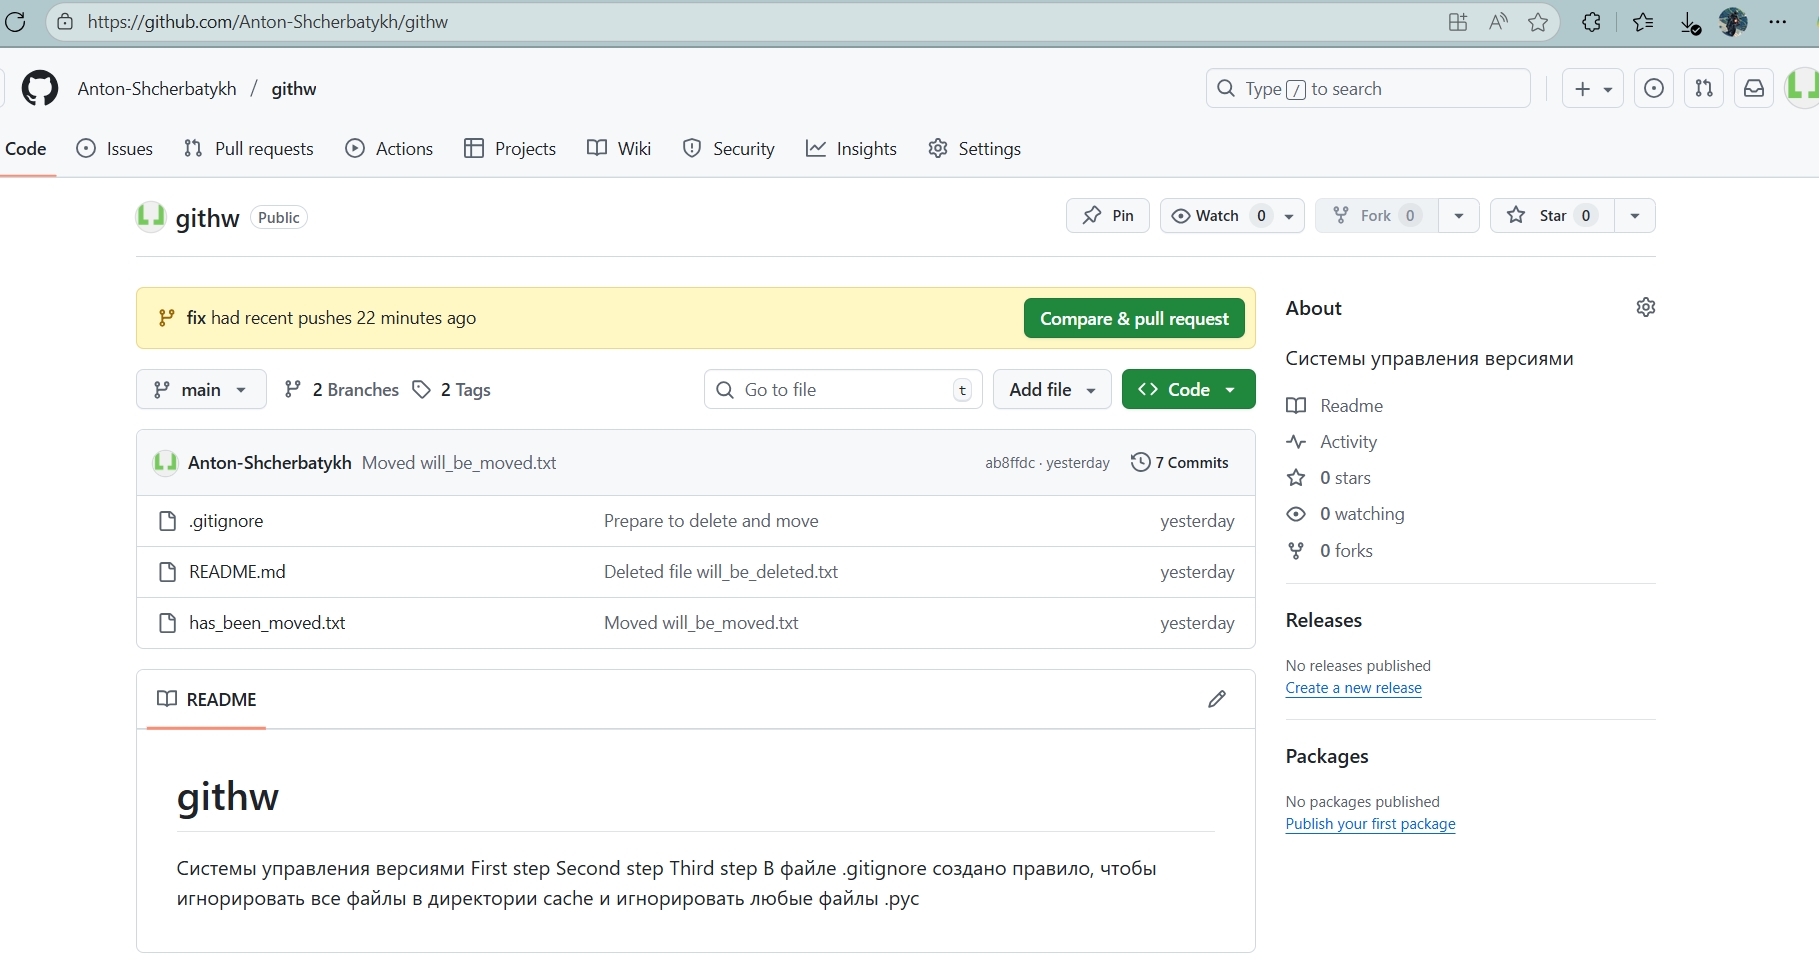 https://github.com/Anton-Shcherbatykh/githw
Anton-Shcherbatykh / githw
Type / to search
Code Issues Pull requests Actions Projects Wiki Security Insights Settings
githw Public
Pin Watch 0 Fork 0 Star 0
fix had recent pushes 22 minutes ago
Compare & pull request
main 2 Branches 2 Tags
Go to file t
Add file
Code
Anton-Shcherbatykh Moved will_be_moved.txt ab8ffdc · yesterday 7 Commits
.gitignore Prepare to delete and move yesterday
README.md Deleted file will_be_deleted.txt yesterday
has_been_moved.txt Moved will_be_moved.txt yesterday
README
githw
Системы управления версиями First step Second step Third step В файле .gitignore создано правило, чтобы
игнорировать все файлы в директории cache и игнорировать любые файлы .pyc
About
Системы управления версиями
Readme
Activity
0 stars
0 watching
0 forks
Releases
No releases published
Create a new release
Packages
No packages published
Publish your first package